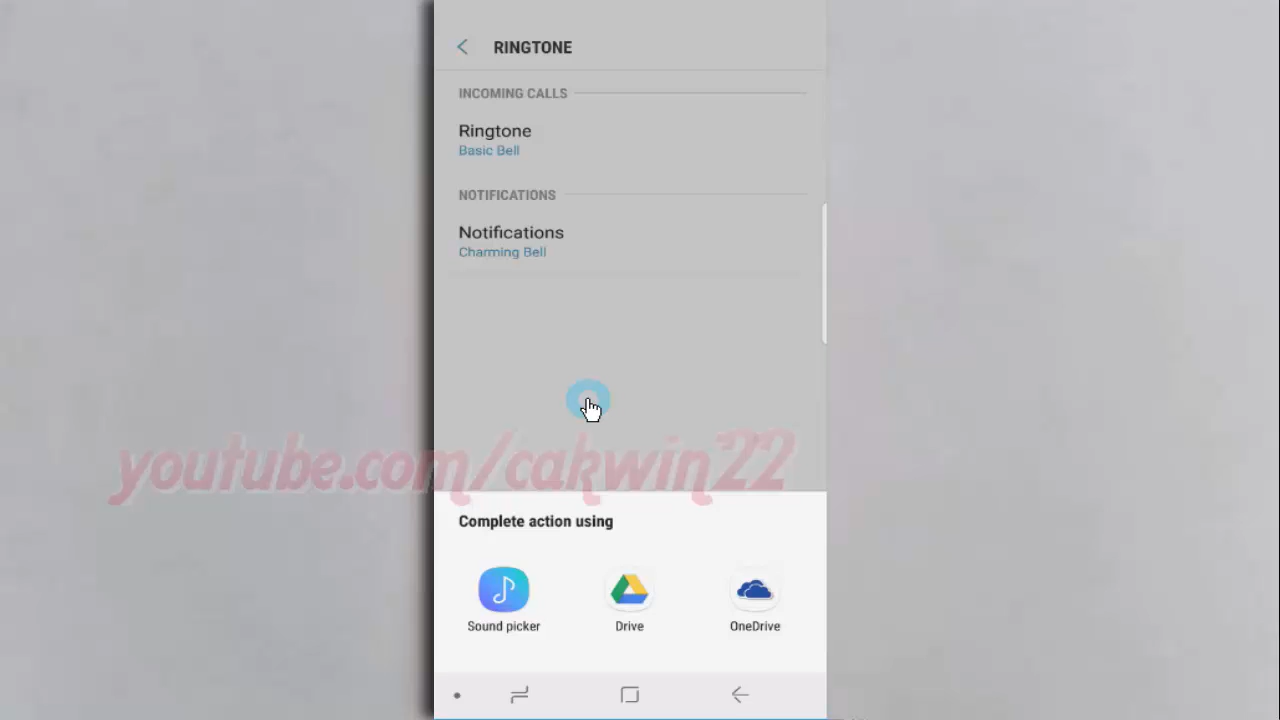 RINGTONE
INCOMING CALLS
Ringtone
Basic Bell
NOTIFICATIONS
Notifications
Charming Bell
youtube.com/cakwin22
Complete action using
Sound picker
Drive
OneDrive